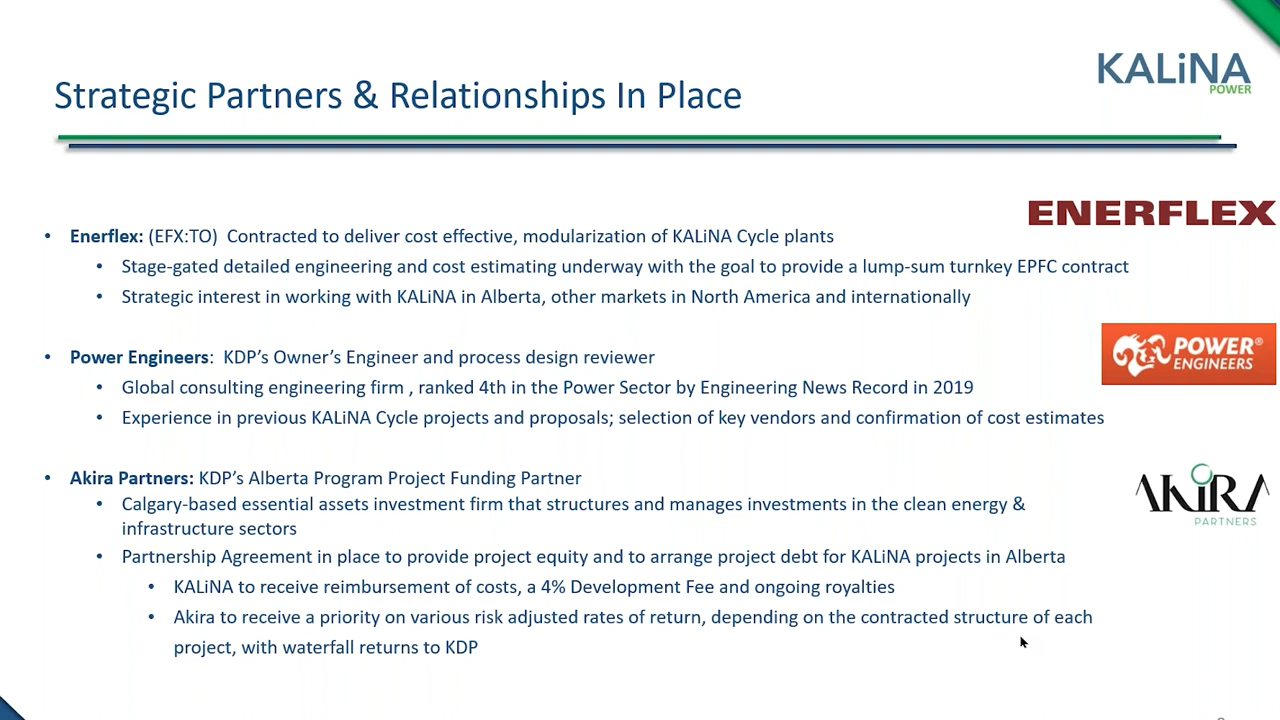 KALiNA
POWER
Strategic Partners & Relationships In Place
ENERFLEX
• Enerflex: (EFX:TO) Contracted to deliver cost effective, modularization of KALiNA Cycle plants
• Stage-gated detailed engineering and cost estimating underway with the goal to provide a lump-sum turnkey EPFC contract
• Strategic interest in working with KALiNA in Alberta, other markets in North America and internationally
POWER®
ENGINEERS
• Power Engineers: KDP’s Owner’s Engineer and process design reviewer
• Global consulting engineering firm , ranked 4th in the Power Sector by Engineering News Record in 2019
• Experience in previous KALiNA Cycle projects and proposals; selection of key vendors and confirmation of cost estimates
AKiRA
PARTNERS
• Akira Partners: KDP’s Alberta Program Project Funding Partner
• Calgary-based essential assets investment firm that structures and manages investments in the clean energy &
infrastructure sectors
• Partnership Agreement in place to provide project equity and to arrange project debt for KALiNA projects in Alberta
• KALiNA to receive reimbursement of costs, a 4% Development Fee and ongoing royalties
• Akira to receive a priority on various risk adjusted rates of return, depending on the contracted structure of each
project, with waterfall returns to KDP